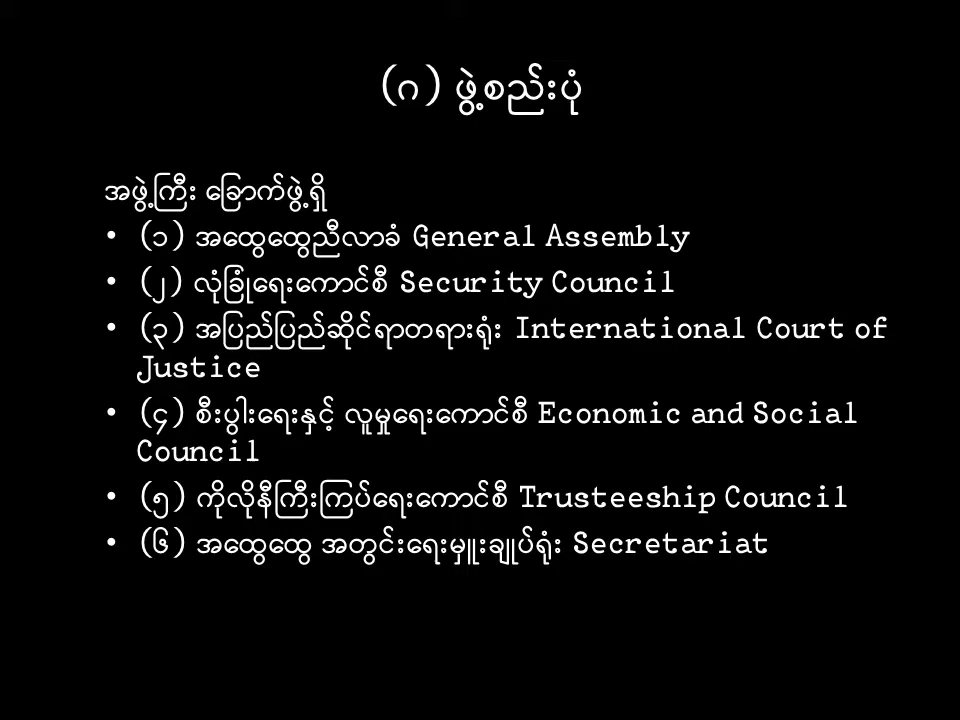 (ဂ) ဖွဲ့စည်းပုံ
အဖွဲ့ကြီး ခြောက်ဖွဲ့ရှိ
• (၁) အထွေထွေညီလာခံ General Assembly
• (၂) လုံခြုံရေးကောင်စီ Security Council
• (၃) အပြည်ပြည်ဆိုင်ရာတရားရုံး International Court of
Justice
• (၄) စီးပွါးရေးနှင့် လူမှုရေးကောင်စီ Economic and Social
Council
• (၅) ကိုလိုနီကြီးကြပ်ရေးကောင်စီ Trusteeship Council
• (၆) အထွေထွေ အတွင်းရေးမှူးချုပ်ရုံး Secretariat